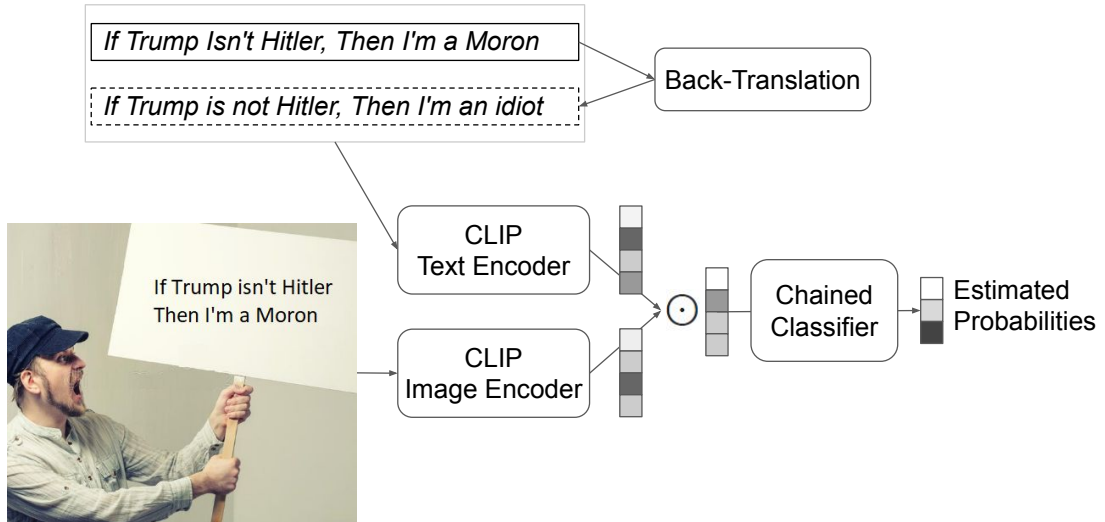 If Trump Isn't Hitler, Then I'm a Moron
If Trump is not Hitler, Then I'm an idiot
Back-Translation
If Trump isn't Hitler
Then I'm a Moron
CLIP
Text Encoder
CLIP
Image Encoder
Chained
Classifier
Estimated
Probabilities